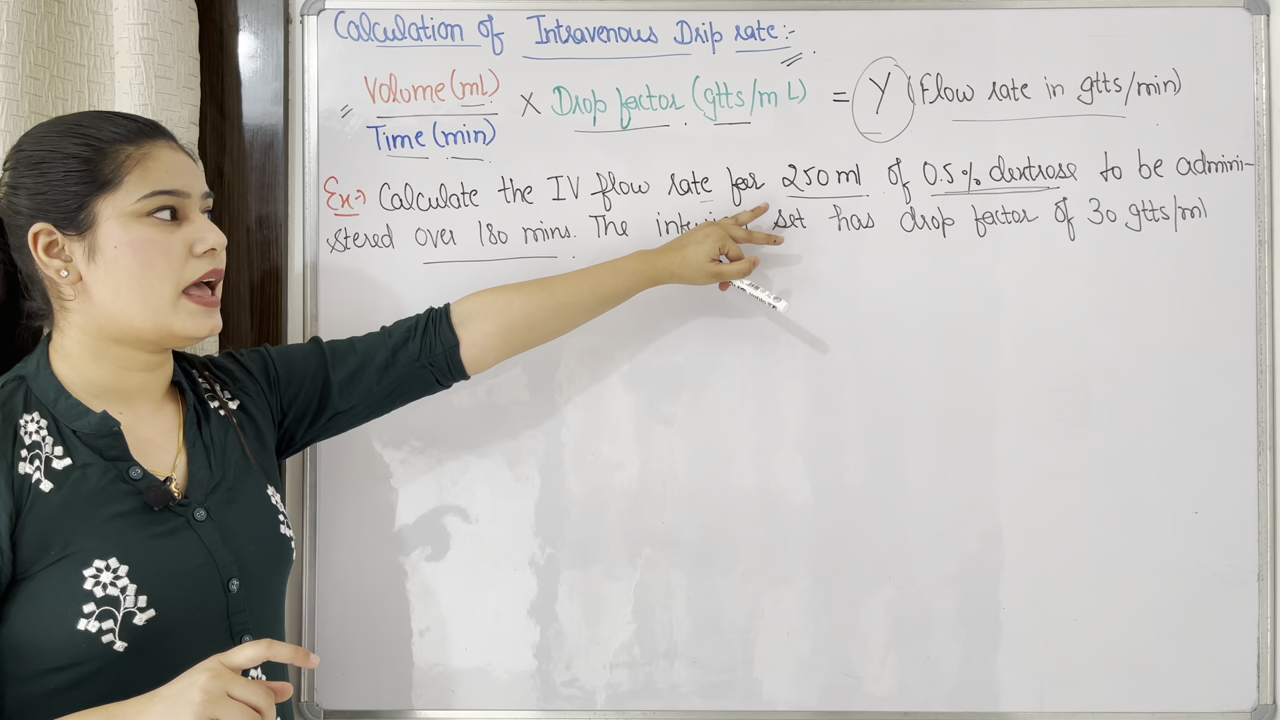 Calculation of Intravenous Drip rate:-
Volume (ml)
Time (min)
X Drop factor (gtts/mL) = Y (Flow rate in gtts/min)
Ex:) Calculate the IV flow rate for 250 ml of 0.5% dextrose to be admini-
stered over 180 mins. The set has drop factor of 30 gtts/ml